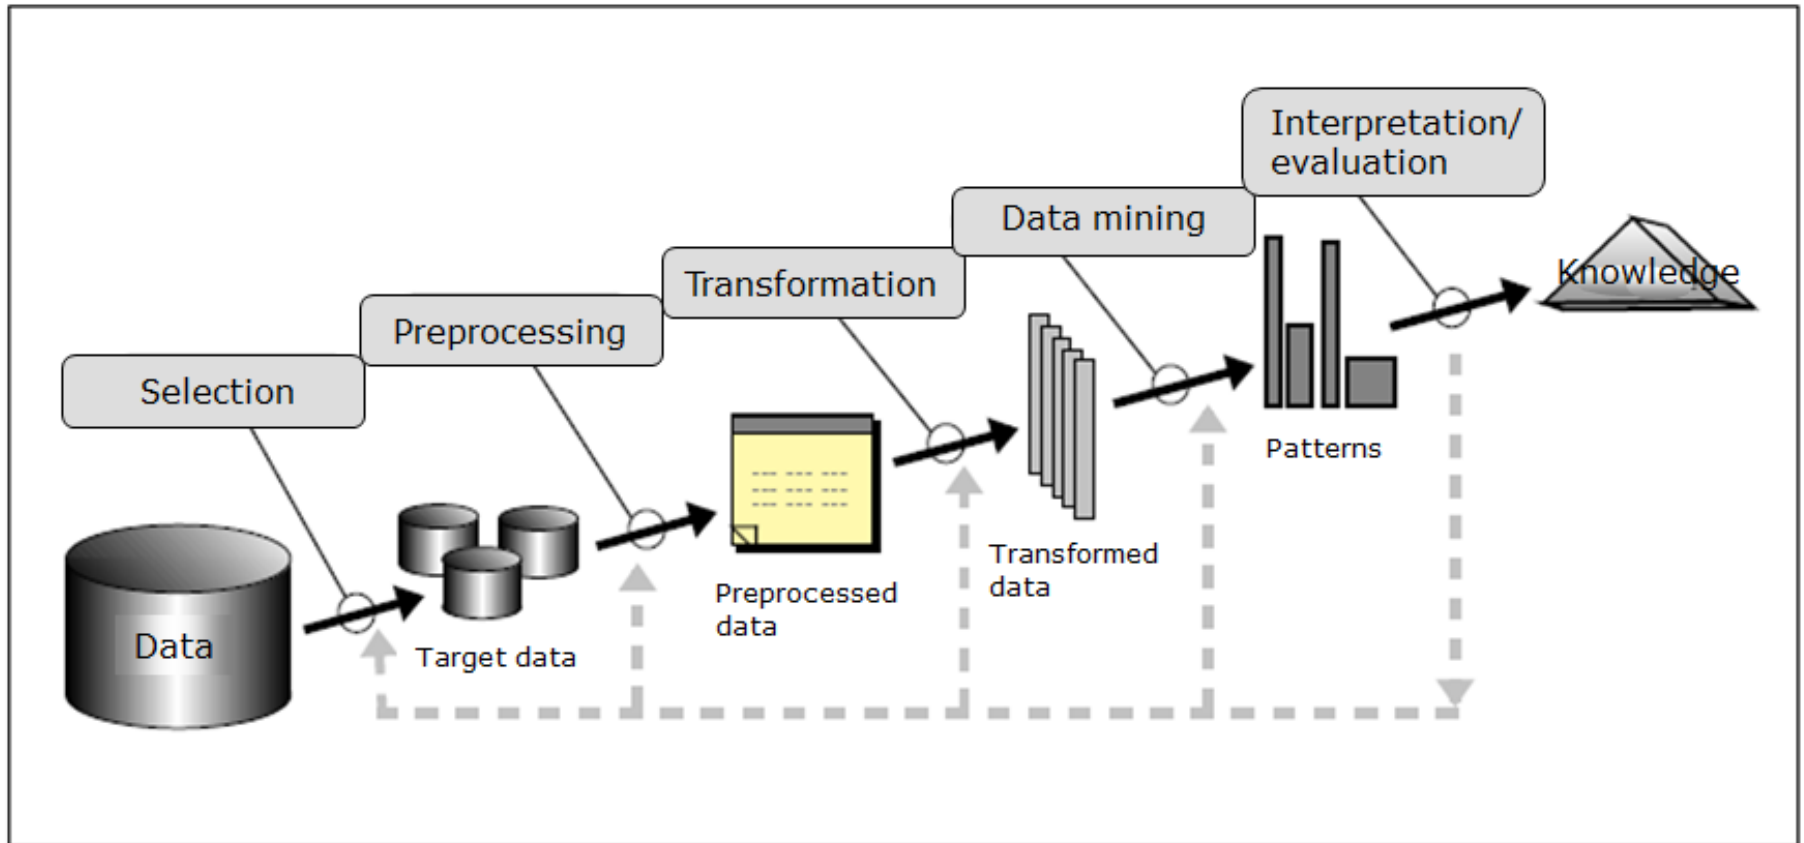 Interpretation/
evaluation
Data mining
Knowledge
Transformation
Preprocessing
Selection
Patterns
Transformed
data
Preprocessed
data
Data
Target data